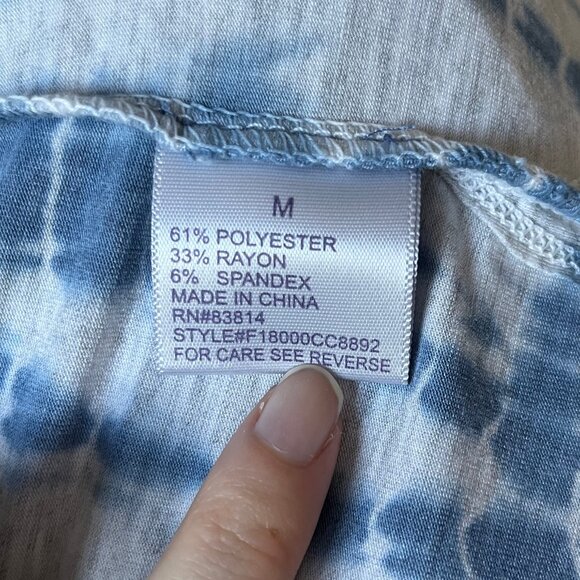 M
61% POLYESTER
33% RAYON
6% SPANDEX
MADE IN CHINA
RN#83814
STYLE#F18000CC8892
FOR CARE SEE REVERSE